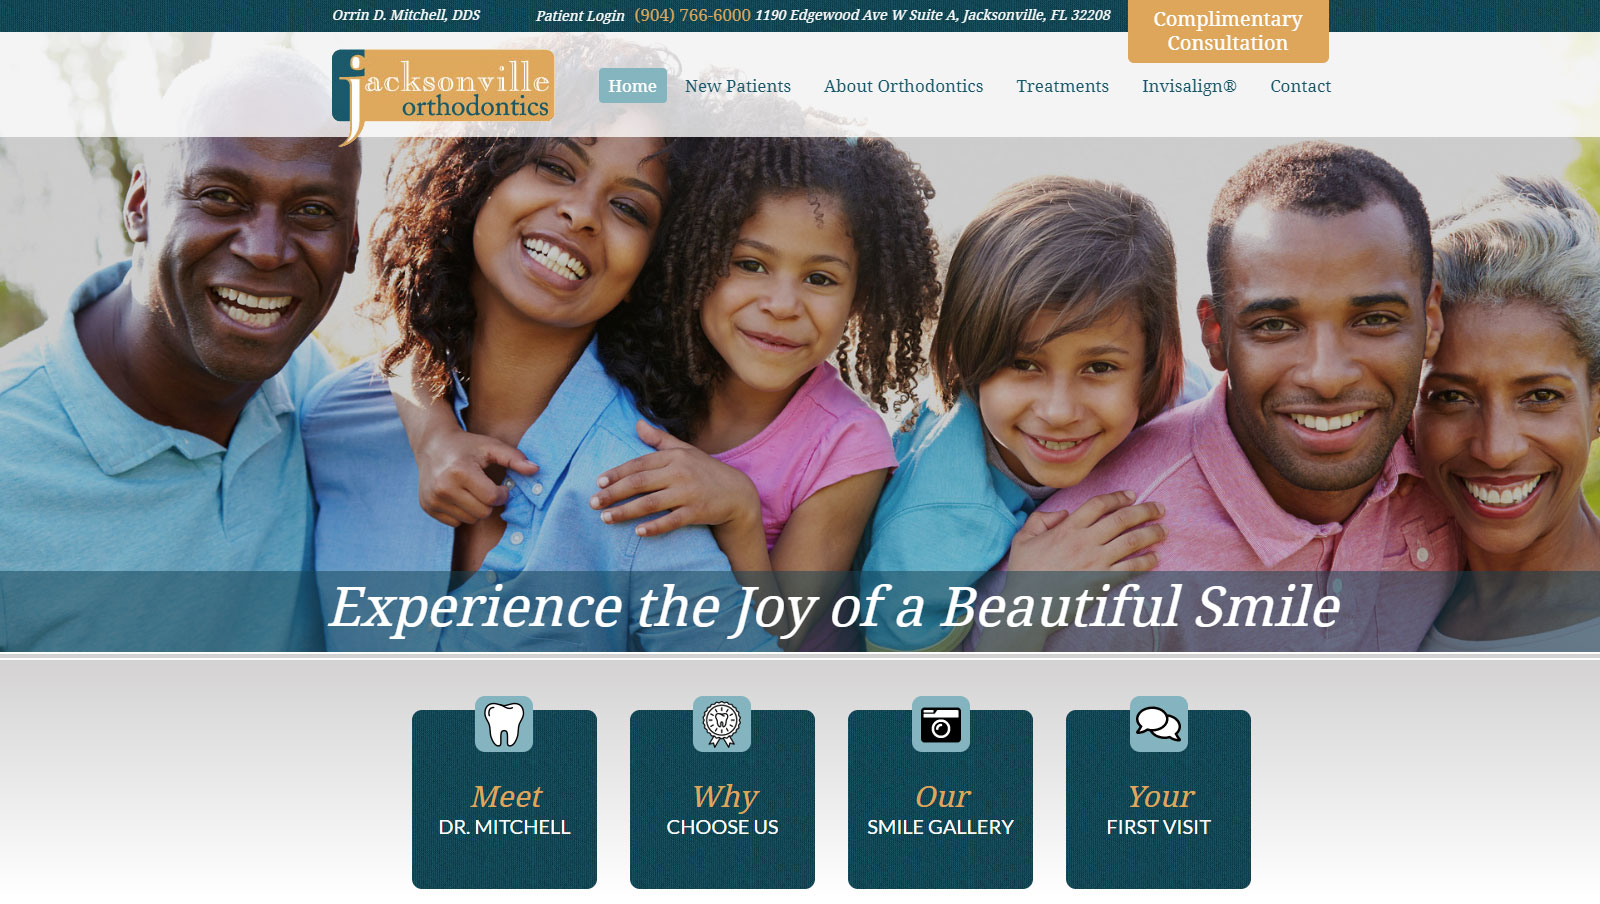 Orrin D. Mitchell, DDS
Patient Login (904) 766-6000 1190 Edgewood Ave W Suite A, Jacksonville, FL 32208
Complimentary
Consultation
jacksonville
orthodontics
Home New Patients About Orthodontics Treatments Invisalign® Contact
Experience the Joy of a Beautiful Smile
Meet
DR. MITCHELL
Why
CHOOSE US
Our
SMILE GALLERY
Your
FIRST VISIT